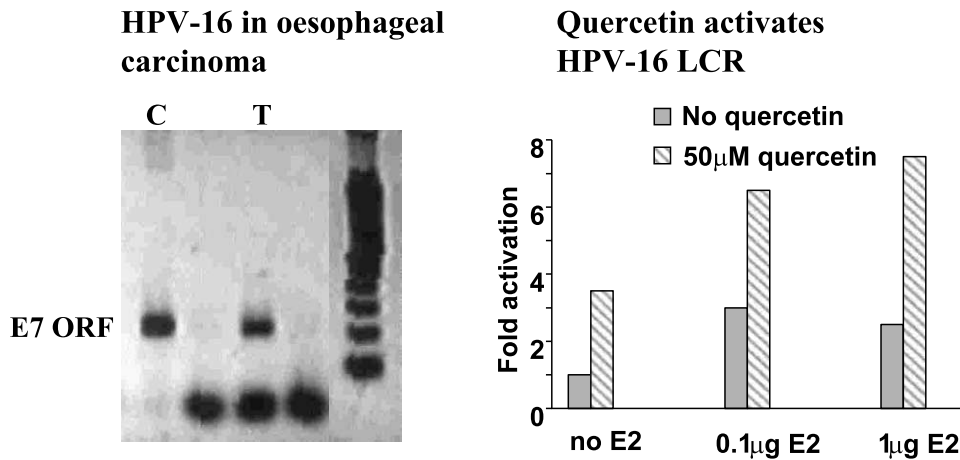 HPV-16 in oesophageal
carcinoma
C T
E7 ORF
Quercetin activates
HPV-16 LCR
No quercetin
50μM quercetin
Fold activation
8
6
4
2
0
no E2 0.1μg E2 1μg E2